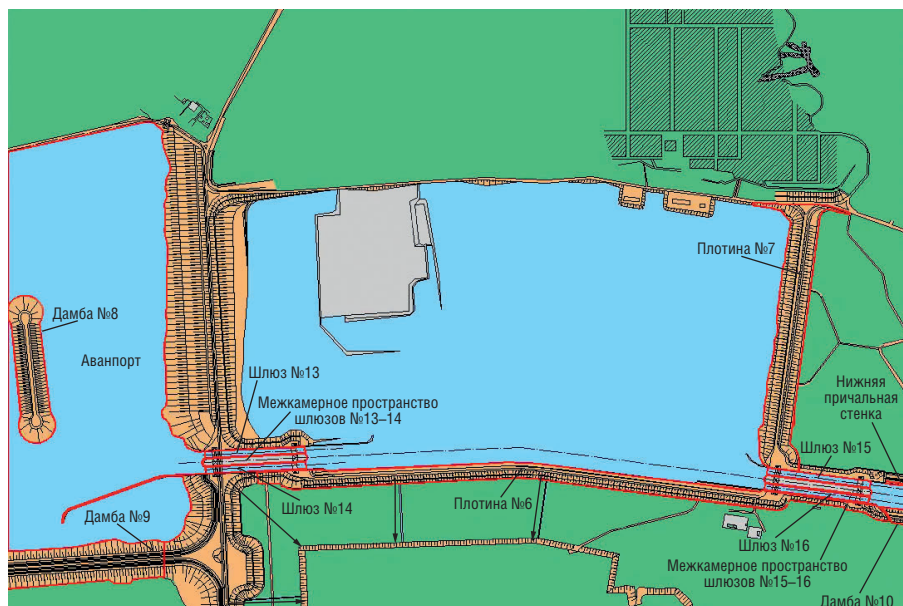 Плотина №7
Дамба №8
Аванпорт
Шлюз №13
Межкамерное пространство
шлюзов №13–14
Нижняя
причальная
стенка
Шлюз №15
Шлюз №14
Плотина №6
Дамба №9
Шлюз №16
Межкамерное пространство
шлюзов №15–16
Дамба №10